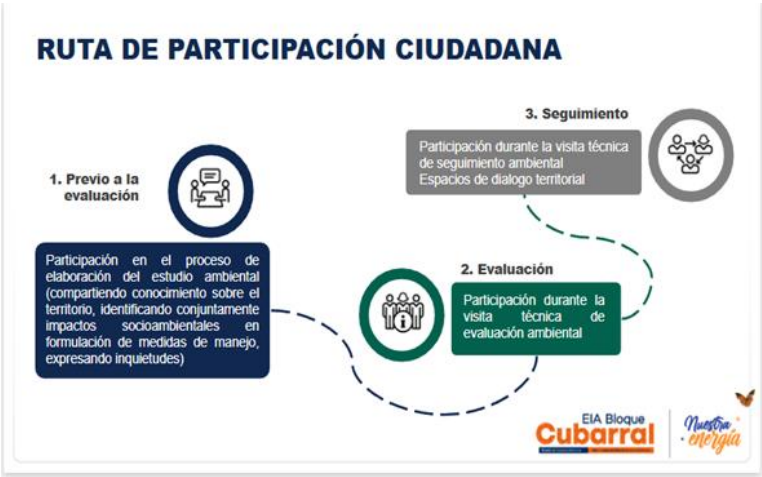 RUTA DE PARTICIPACIÓN CIUDADANA
1. Previo a la
evaluación
Participación en el proceso de
elaboración del estudio ambiental
(compartiendo conocimiento sobre el
territorio, identificando conjuntamente
impactos socioambientales en
formulación de medidas de manejo,
expresando inquietudes)
2. Evaluación
Participación durante la
visita técnica de
evaluación ambiental
3. Seguimiento
Participación durante la visita técnica
de seguimiento ambiental
Espacios de dialogo territorial
EIA Bloque
Cubarral
Nuestra
energía